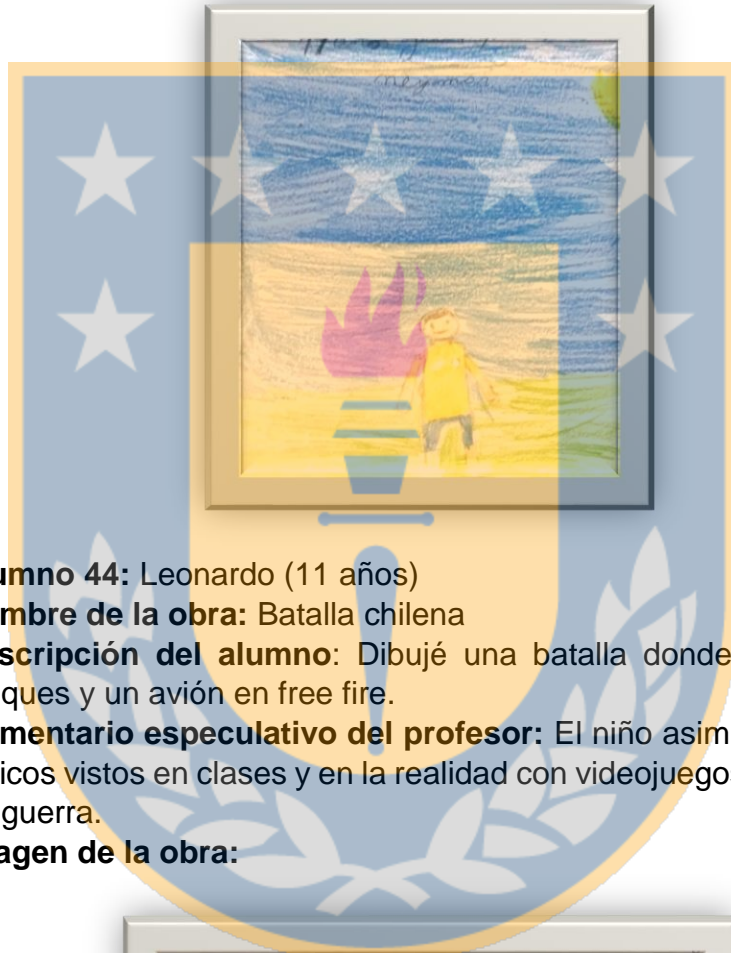 umno 44: Leonardo (11 años)
mbre de la obra: Batalla chilena
scripción del alumno: Dibujé una batalla donde
ques y un avión en free fire.
mentario especulativo del profesor: El niño asim
icos vistos en clases y en la realidad con videojuegos
guerra.
agen de la obra: